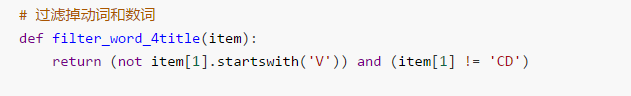 # 过滤掉动词和数词
def filter_word_4title(item):
    return (not item[1].startswith('V')) and (item[1] != 'CD')